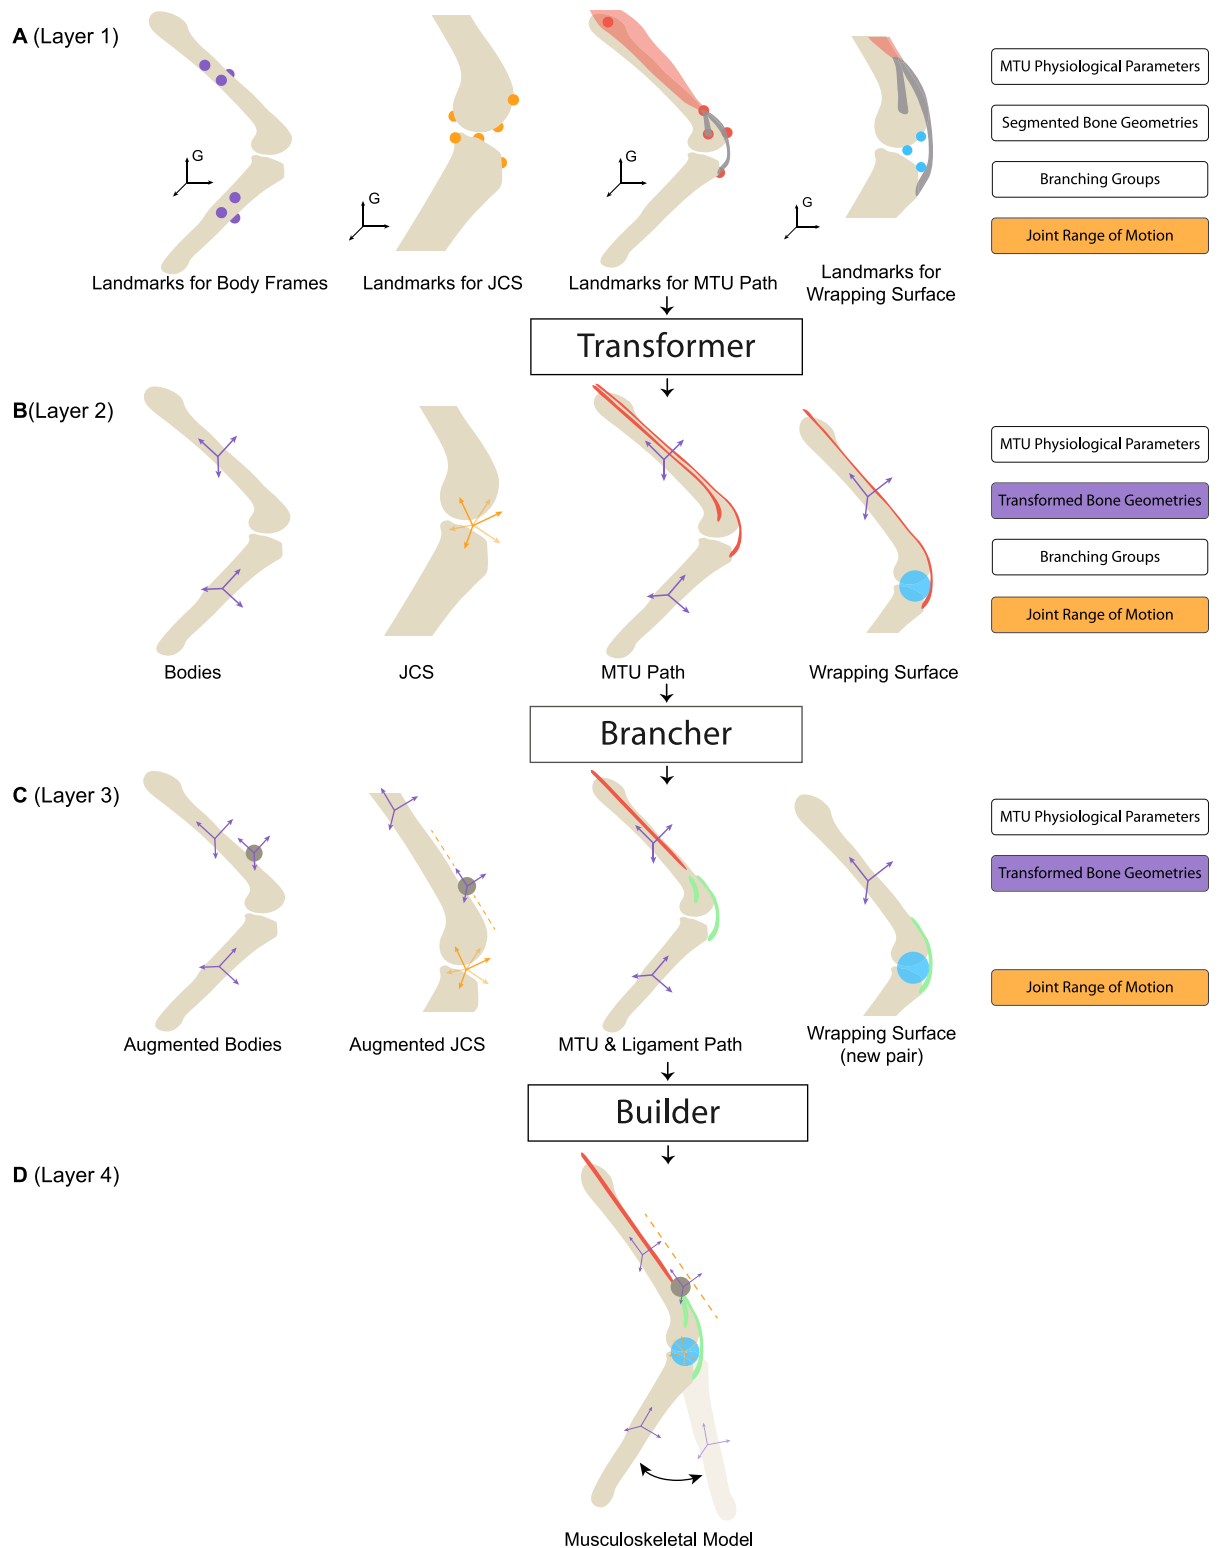 A (Layer 1)
G
G
G
G
MTU Physiological Parameters
Segmented Bone Geometries
Branching Groups
Joint Range of Motion
Landmarks for Body Frames
Landmarks for JCS
Landmarks for MTU Path
Landmarks for
Wrapping Surface
Transformer
B(Layer 2)
MTU Physiological Parameters
Transformed Bone Geometries
Branching Groups
Joint Range of Motion
Bodies
JCS
MTU Path
Wrapping Surface
Brancher
C (Layer 3)
MTU Physiological Parameters
Transformed Bone Geometries
Joint Range of Motion
Augmented Bodies
Augmented JCS
MTU & Ligament Path
Wrapping Surface
(new pair)
Builder
D (Layer 4)
Musculoskeletal Model